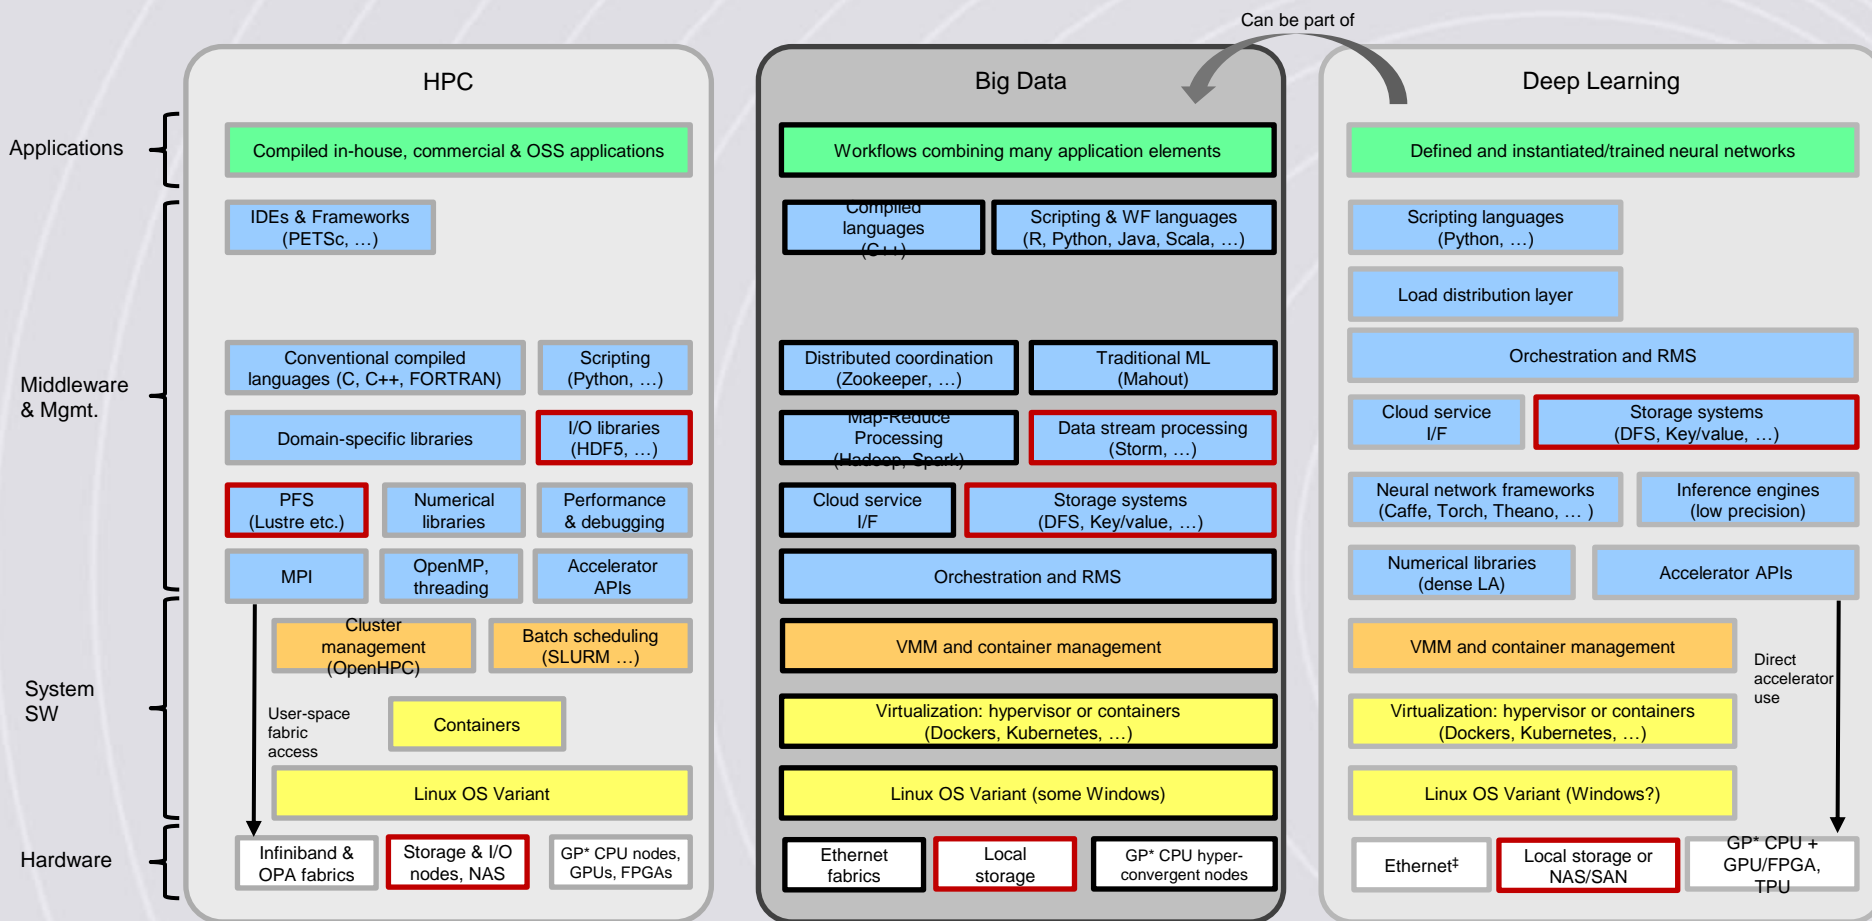 Can be part of
HPC
Big Data
Deep Learning
Applications
Compiled in-house, commercial & OSS applications
Workflows combining many application elements
Defined and instantiated/trained neural networks
Middleware
& Mgmt.
IDEs & Frameworks
(PETSc, …)
Compiled
languages
(C++)
Scripting & WF languages
(R, Python, Java, Scala, …)
Scripting languages
(Python, …)
Load distribution layer
Conventional compiled
languages (C, C++, FORTRAN)
Scripting
(Python, …)
Distributed coordination
(Zookeeper, …)
Traditional ML
(Mahout)
Orchestration and RMS
Domain-specific libraries
I/O libraries
(HDF5, …)
Map-Reduce
Processing
(Hadoop, Spark)
Data stream processing
(Storm, …)
Cloud service
I/F
Storage systems
(DFS, Key/value, …)
PFS
(Lustre etc.)
Numerical
libraries
Performance
& debugging
Cloud service
I/F
Storage systems
(DFS, Key/value, …)
Neural network frameworks
(Caffe, Torch, Theano, … )
Inference engines
(low precision)
MPI
OpenMP,
threading
Accelerator
APIs
Orchestration and RMS
Numerical libraries
(dense LA)
Accelerator APIs
System
SW
Cluster
management
(OpenHPC)
Batch scheduling
(SLURM …)
VMM and container management
VMM and container management
Direct
accelerator
use
User-space
fabric
access
Containers
Virtualization: hypervisor or containers
(Dockers, Kubernetes, …)
Virtualization: hypervisor or containers
(Dockers, Kubernetes, …)
Linux OS Variant
Linux OS Variant (some Windows)
Linux OS Variant (Windows?)
Hardware
Infiniband &
OPA fabrics
Storage & I/O
nodes, NAS
GP* CPU nodes,
GPUs, FPGAs
Ethernet
fabrics
Local
storage
GP* CPU hyper-
convergent nodes
Ethernet‡
Local storage or
NAS/SAN
GP* CPU +
GPU/FPGA,
TPU